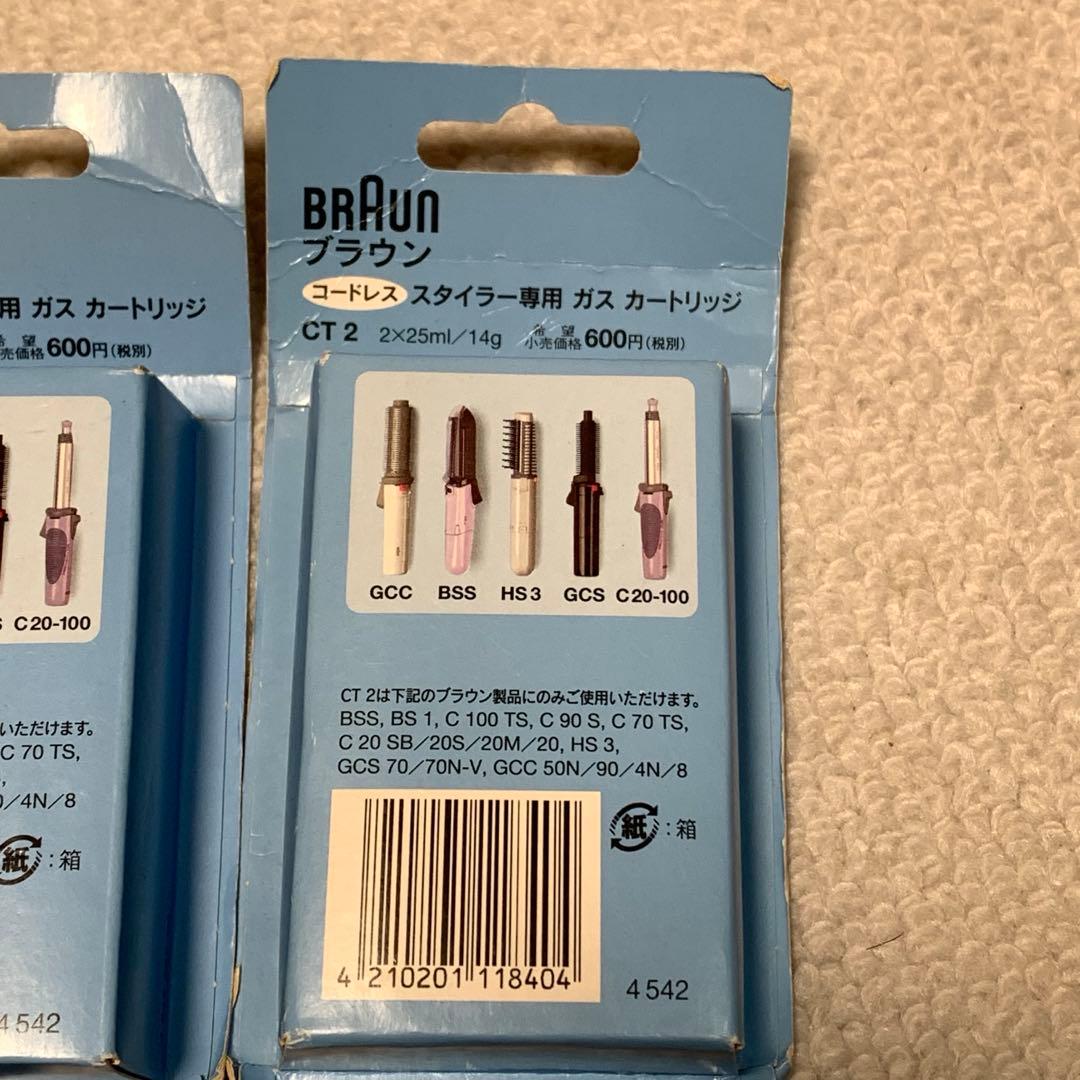 BRAUN
ブラウン
コードレス スタイラー専用 ガス カートリッジ
CT 2 2×25ml/14g 希望小売価格 600円(税別)
GCC BSS HS 3 GCS C 20-100
CT 2は下記のブラウン製品にのみご使用いただけます。
BSS, BS 1, C 100 TS, C 90 S, C 70 TS,
C 20 SB/20S/20M/20, HS 3,
GCS 70/70N-V, GCC 50N/90/4N/8
紙:箱
4 210201 118404
4 542
用 ガス カートリッジ
希望
売価格 600円(税別)
S C 20-100
いただけます。
C 70 TS,
,
0/4N/8
紙:箱
4 542